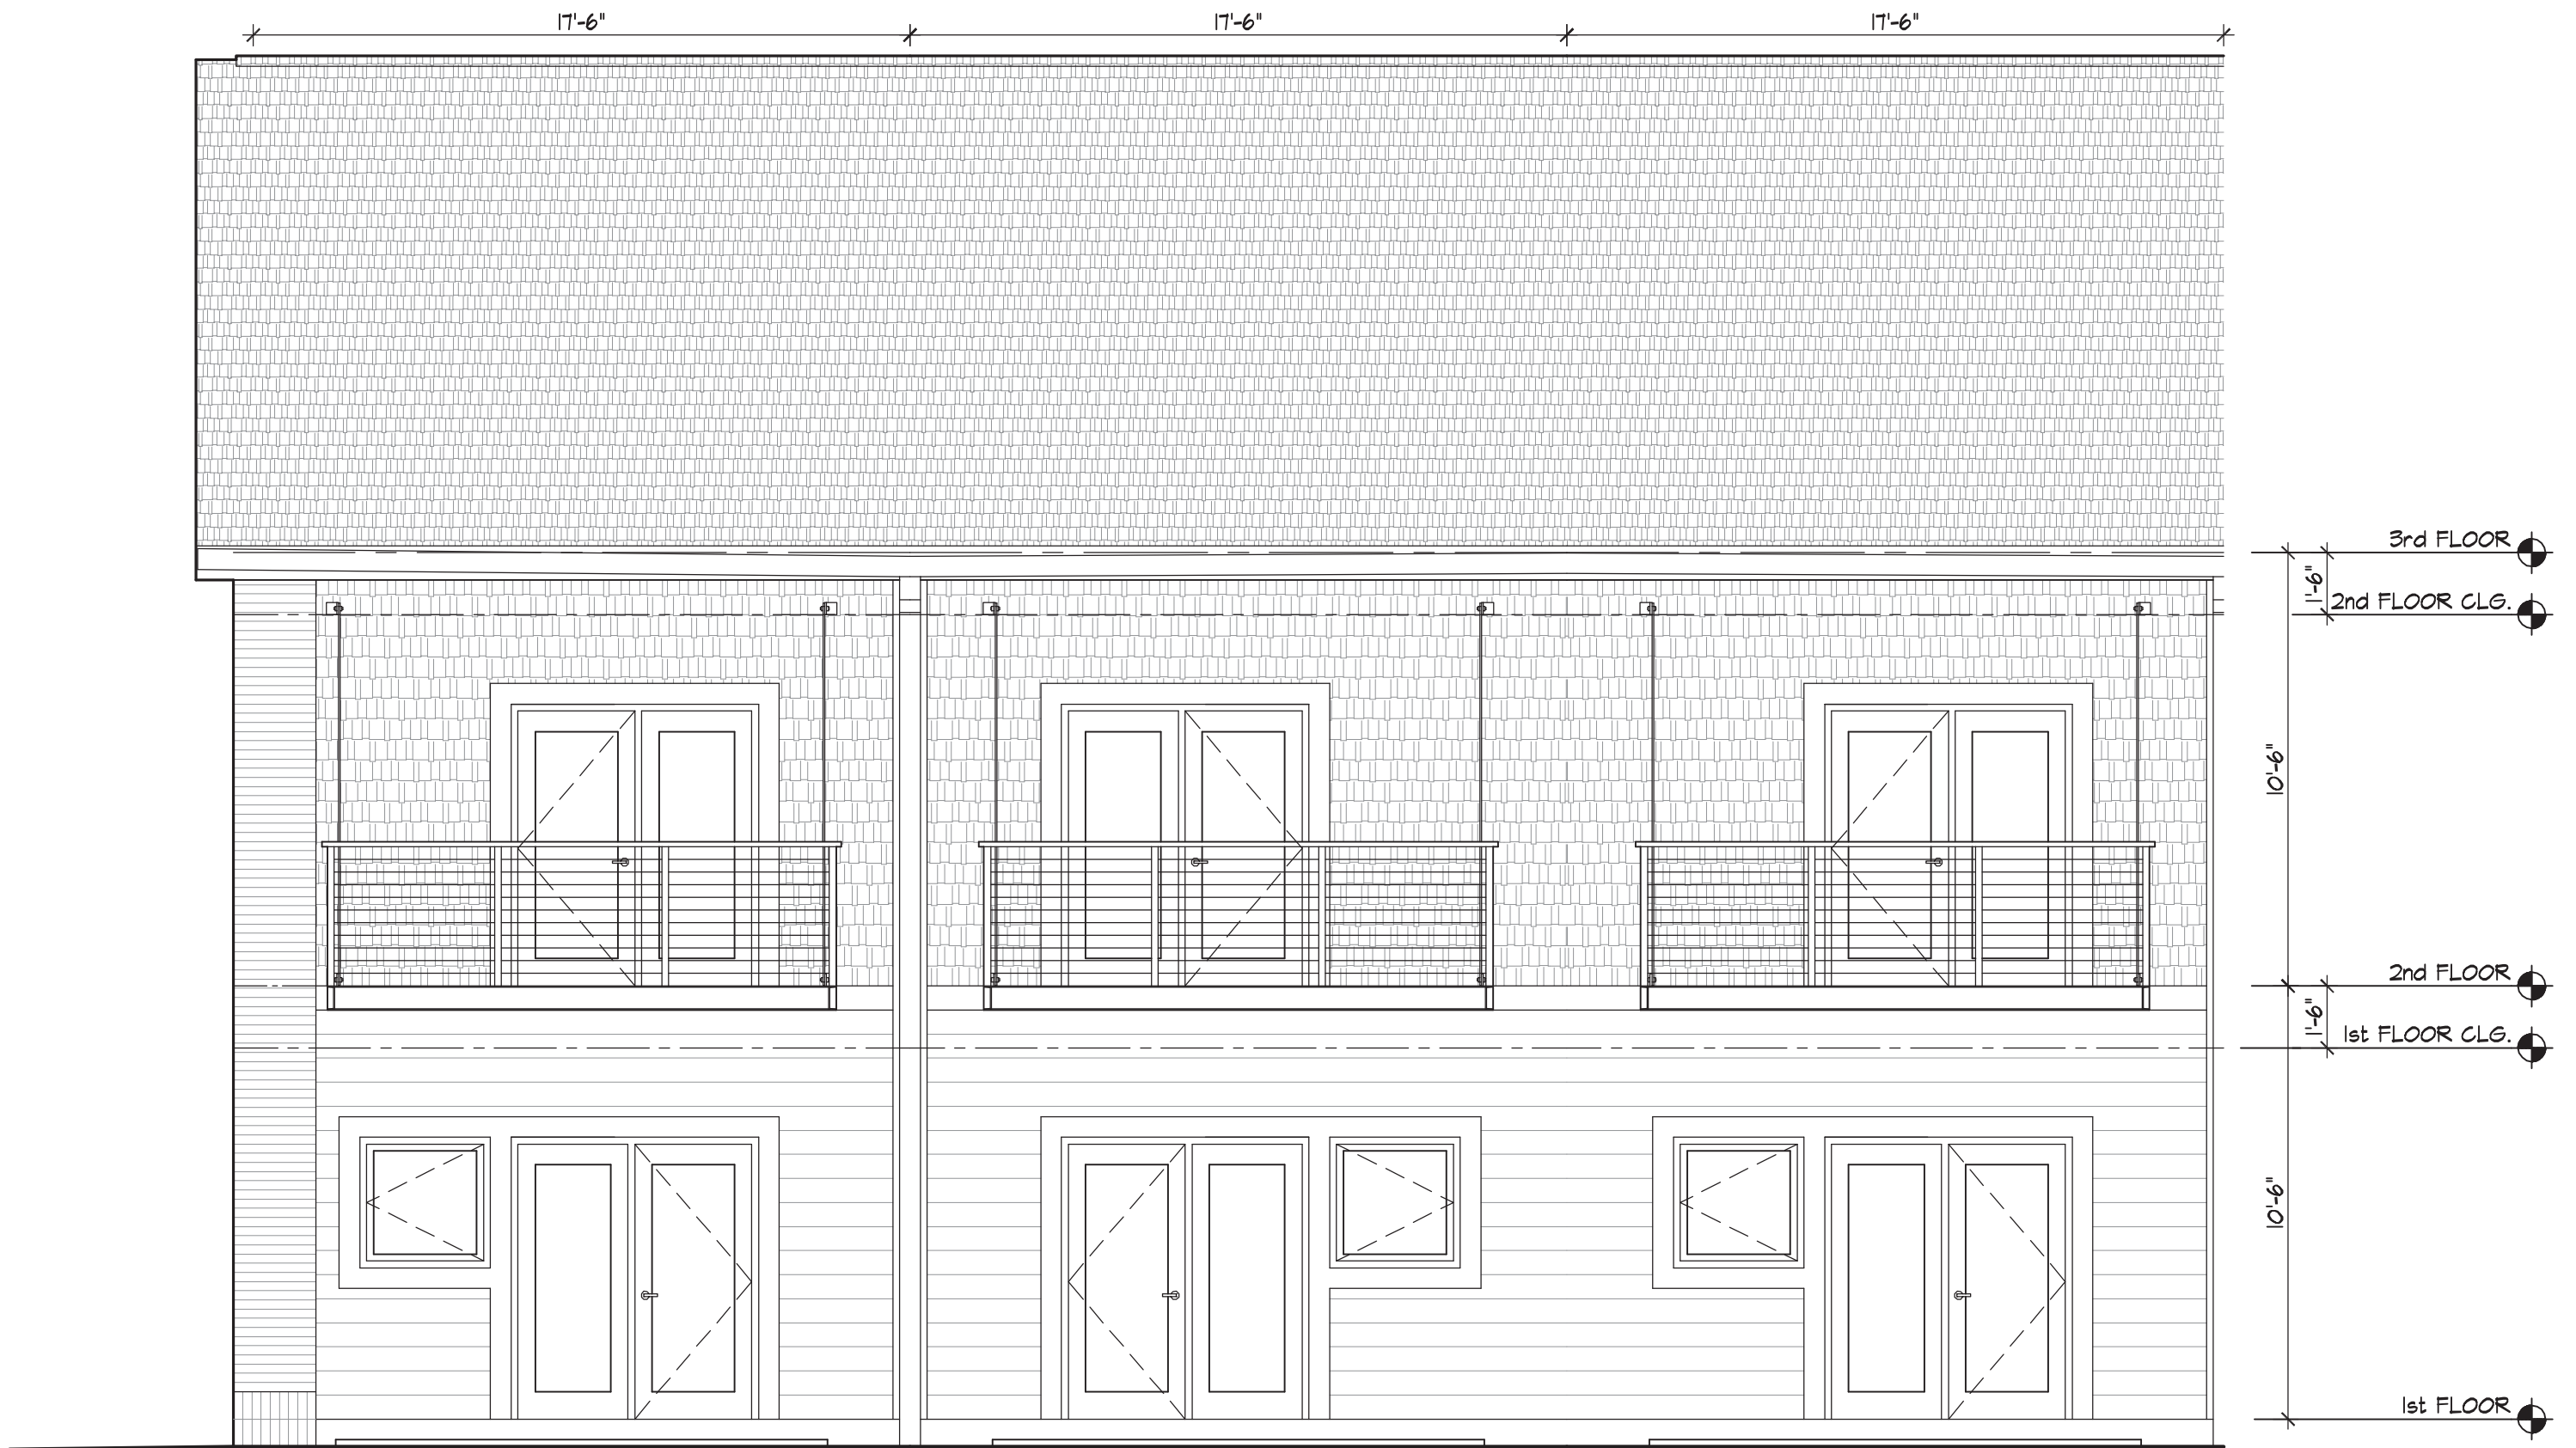 17'-6" 17'-6" 17'-6"
3rd FLOOR
1'-6"
2nd FLOOR CLG.
10'-6"
2nd FLOOR
1'-6"
1st FLOOR CLG.
10'-6"
1st FLOOR